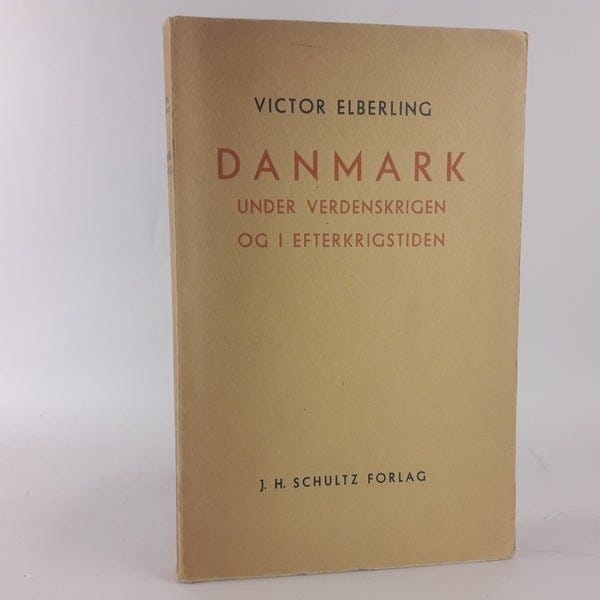 VICTOR ELBERLING
DANMARK
UNDER VERDENSKRIGEN
OG I EFTERKRIGSTIDEN
J. H. SCHULTZ FORLAG